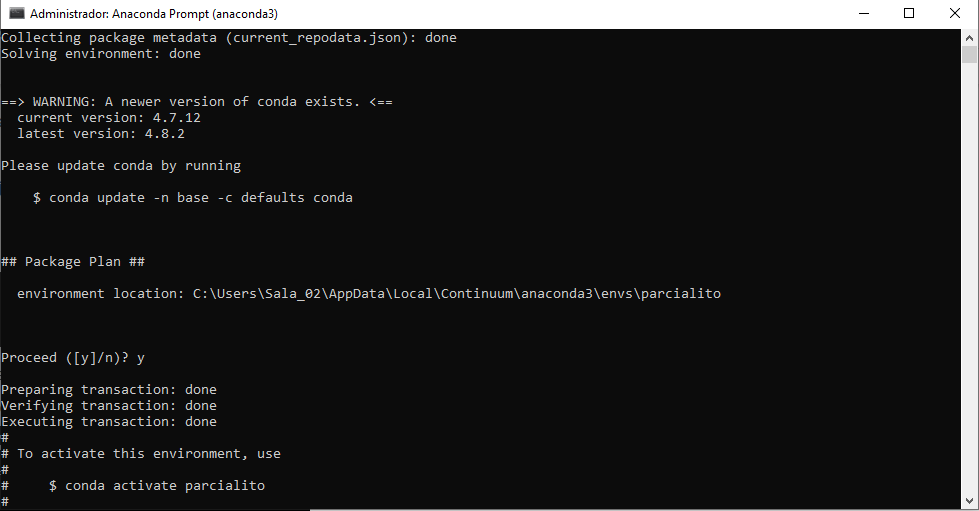 Administrador: Anaconda Prompt (anaconda3)
Collecting package metadata (current_repodata.json): done
Solving environment: done
==> WARNING: A newer version of conda exists. <==
  current version: 4.7.12
  latest version: 4.8.2
Please update conda by running
    $ conda update -n base -c defaults conda
## Package Plan ##
  environment location: C:\Users\Sala_02\AppData\Local\Continuum\anaconda3\envs\parcialito
Proceed ([y]/n)? y
Preparing transaction: done
Verifying transaction: done
Executing transaction: done
#
# To activate this environment, use
#
#     $ conda activate parcialito
#